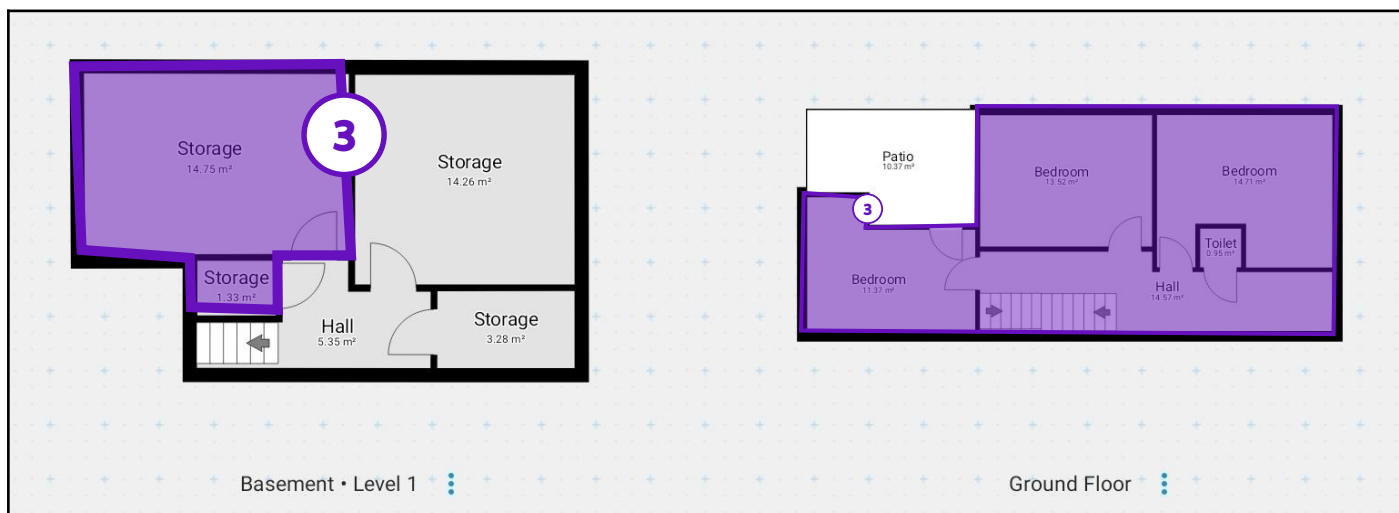 Storage
14.75 m²
3
Storage
14.26 m²
Storage
1.33 m²
Hall
5.35 m²
Storage
3.28 m²
Basement • Level 1
Patio
10.37 m²
Bedroom
13.52 m²
Bedroom
14.71 m²
3
Toilet
0.95 m²
Bedroom
11.37 m²
Hall
14.57 m²
Ground Floor